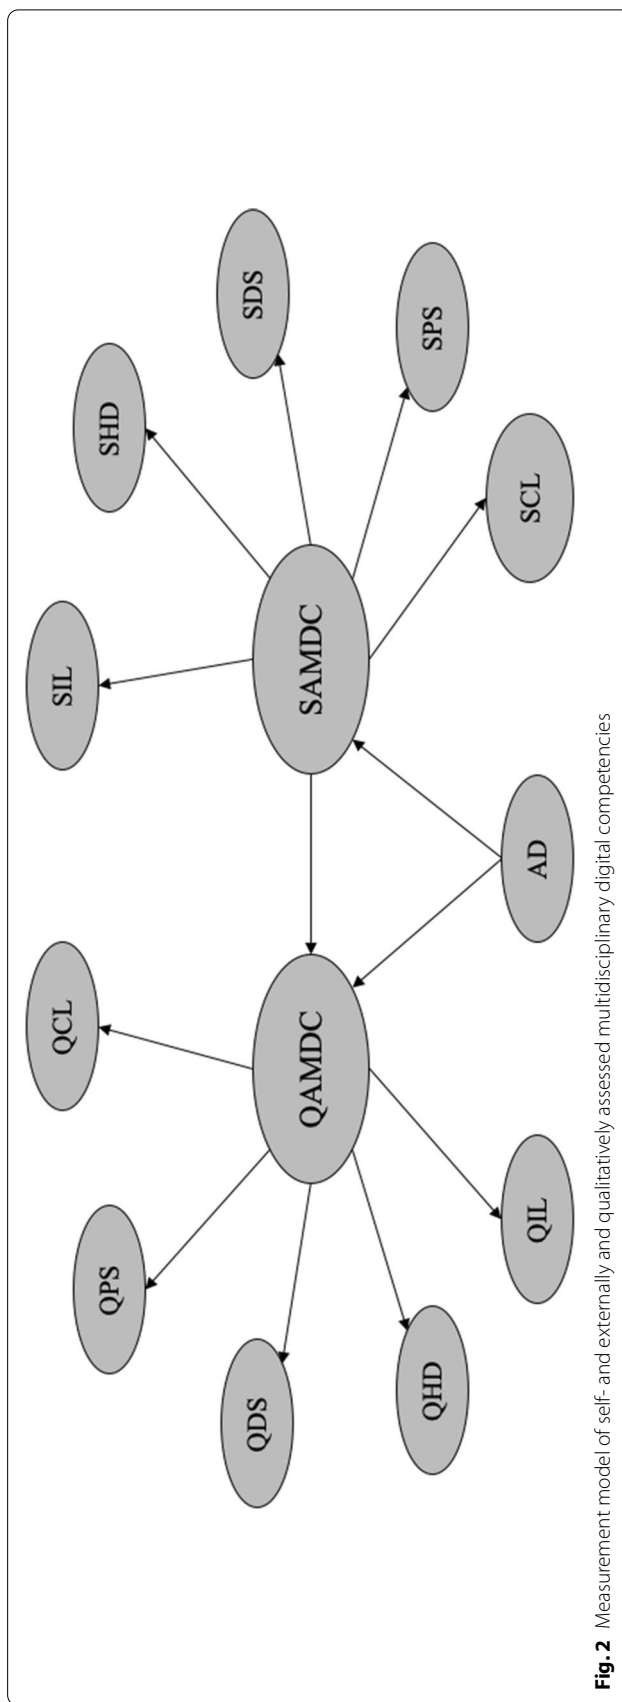 QCL
SIL
QPS
SHD
QDS
QAMDC
SAMDC
SDS
QHD
SPS
QIL
AD
SCL
Fig. 2 Measurement model of self- and externally and qualitatively assessed multidisciplinary digital competencies